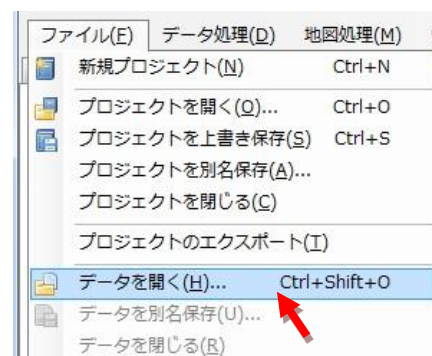 ファイル(F) データ処理(D) 地図処理(M)
新規プロジェクト(N) Ctrl+N
プロジェクトを開く(O)... Ctrl+O
プロジェクトを上書き保存(S) Ctrl+S
プロジェクトを別名保存(A)...
プロジェクトを閉じる(C)
プロジェクトのエクスポート(T)
データを開く(H)... Ctrl+Shift+O
データを別名保存(U)...
データを閉じる(R)